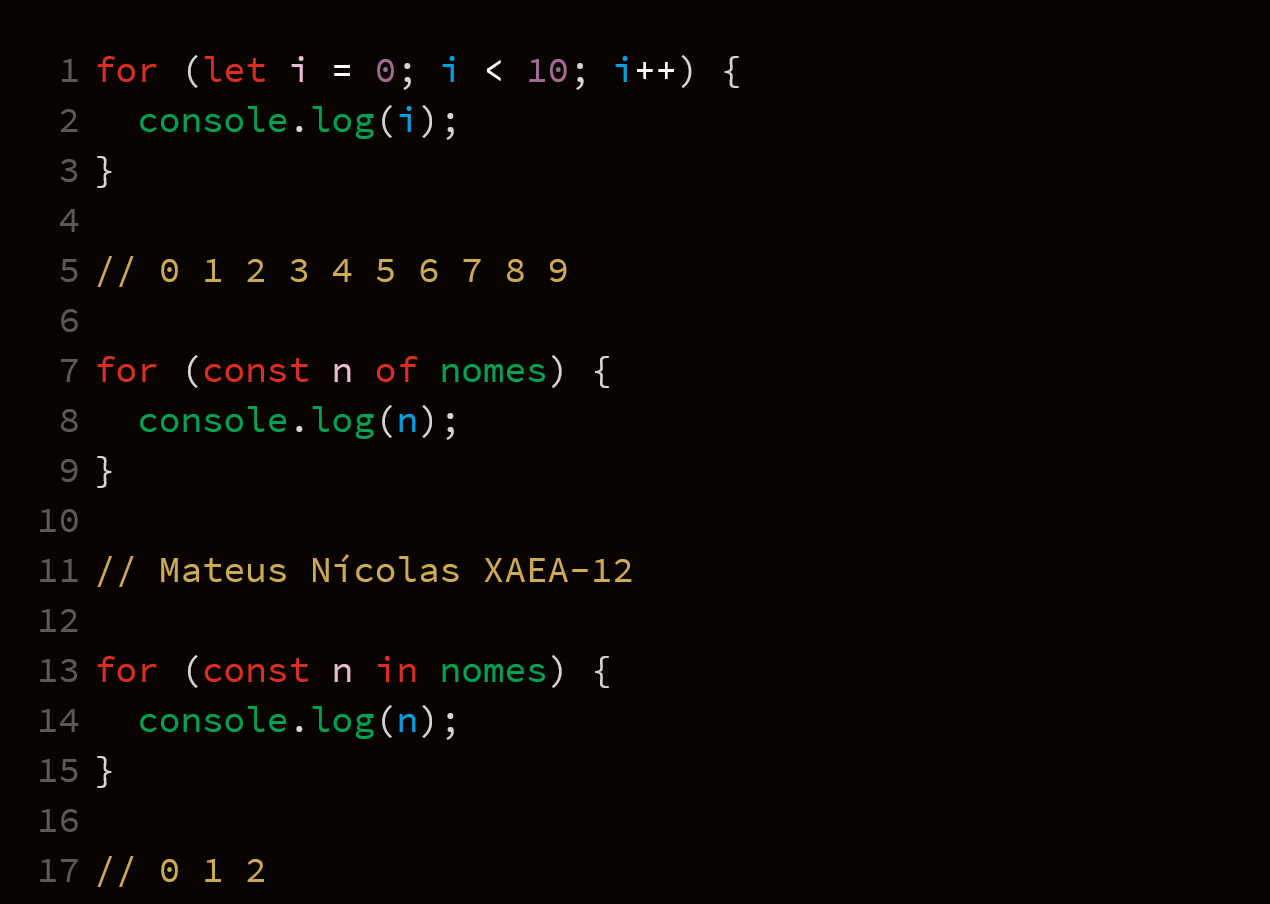 1 for (let i = 0; i < 10; i++) {
2   console.log(i);
3 }
4
5 // 0 1 2 3 4 5 6 7 8 9
6
7 for (const n of nomes) {
8   console.log(n);
9 }
10
11 // Mateus Nícolas XAEA-12
12
13 for (const n in nomes) {
14   console.log(n);
15 }
16
17 // 0 1 2